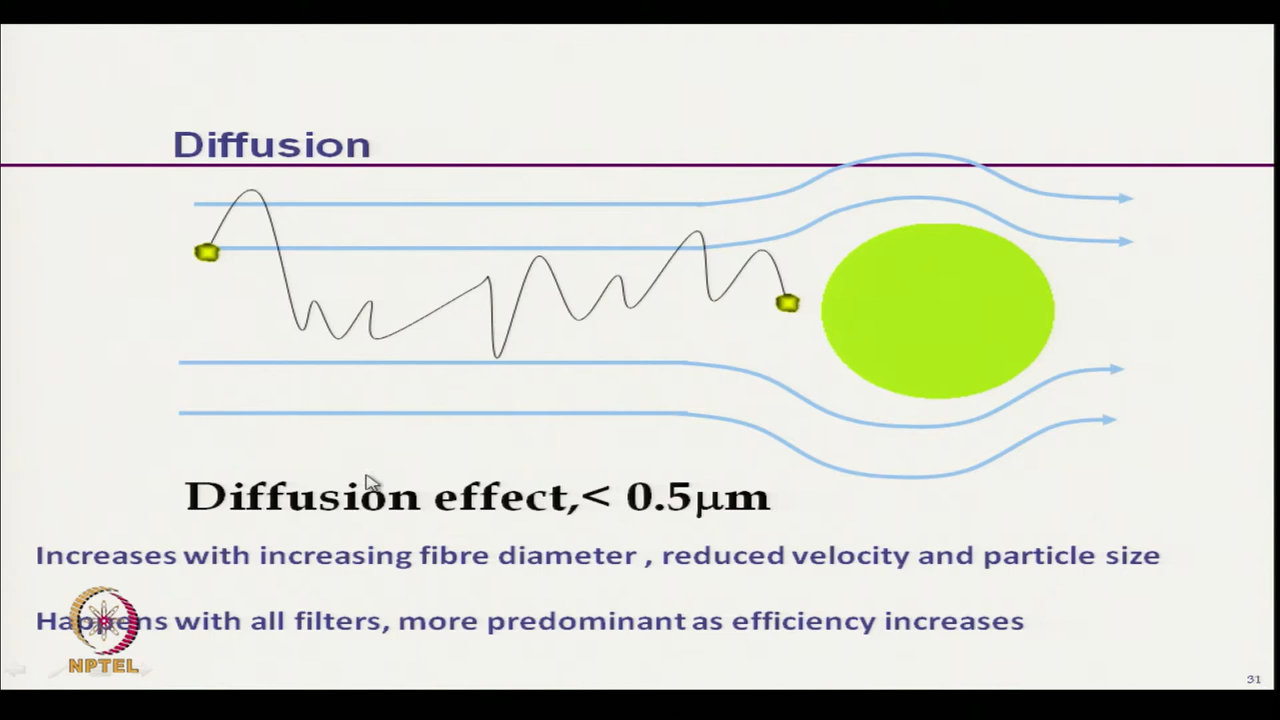 Diffusion
Diffusion effect,< 0.5μm
Increases with increasing fibre diameter , reduced velocity and particle size
Happens with all filters, more predominant as efficiency increases
NPTEL
31